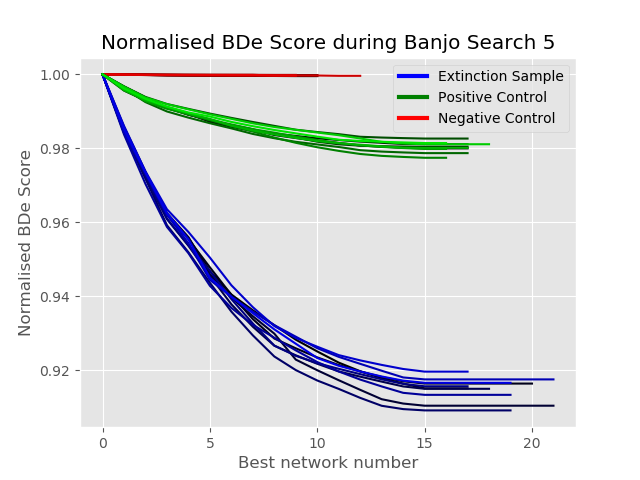 Normalised BDe Score during Banjo Search 5
Extinction Sample
Positive Control
Negative Control
1.00
0.98
0.96
0.94
0.92
Normalised BDe Score
0
5
10
15
20
Best network number